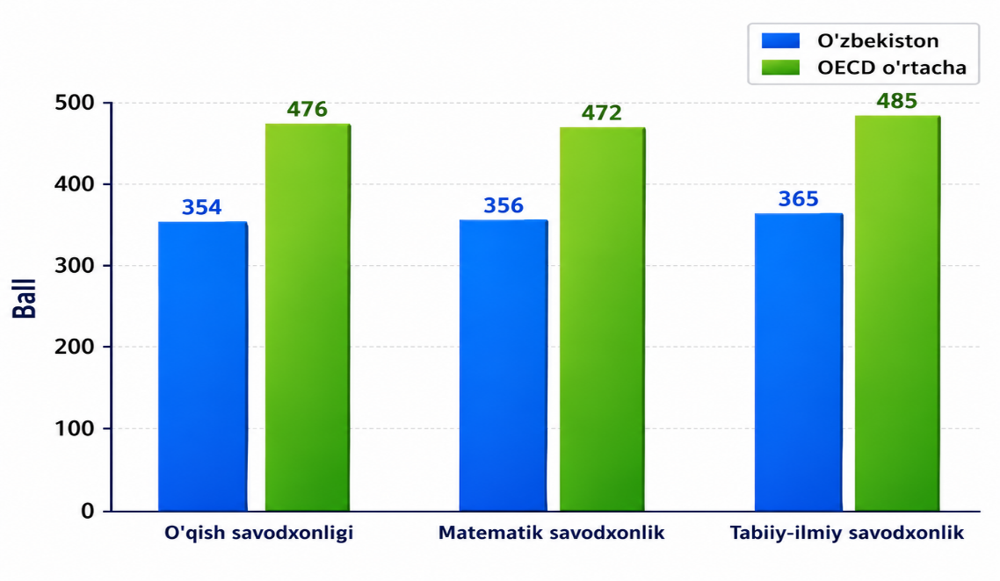 O'zbekiston
OECD o'rtacha
Ball
500
400
300
200
100
0
354
476
356
472
365
485
O'qish savodxonligi
Matematik savodxonlik
Tabiiy-ilmiy savodxonlik